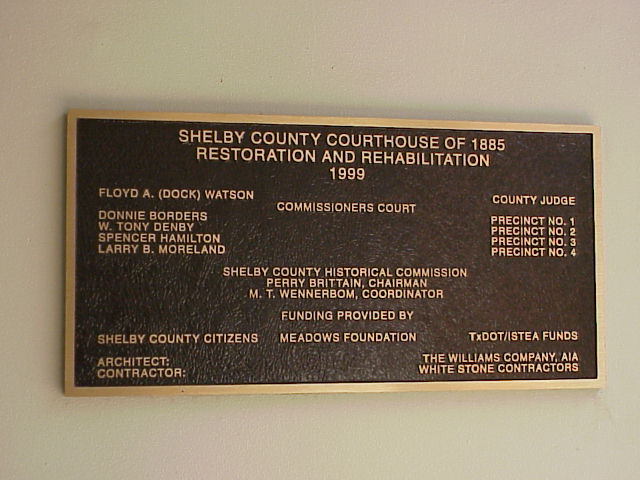 SHELBY COUNTY COURTHOUSE OF 1885
RESTORATION AND REHABILITATION
1999
FLOYD A. (DOCK) WATSON COUNTY JUDGE
COMMISSIONERS COURT
DONNIE BORDERS PRECINCT NO. 1
W. TONY DENBY PRECINCT NO. 2
SPENCER HAMILTON PRECINCT NO. 3
LARRY B. MORELAND PRECINCT NO. 4
SHELBY COUNTY HISTORICAL COMMISSION
PERRY BRITTAIN, CHAIRMAN
M. T. WENNERBOM, COORDINATOR
FUNDING PROVIDED BY
SHELBY COUNTY CITIZENS MEADOWS FOUNDATION TxDOT/ISTEA FUNDS
ARCHITECT: THE WILLIAMS COMPANY, AIA
CONTRACTOR: WHITE STONE CONTRACTORS